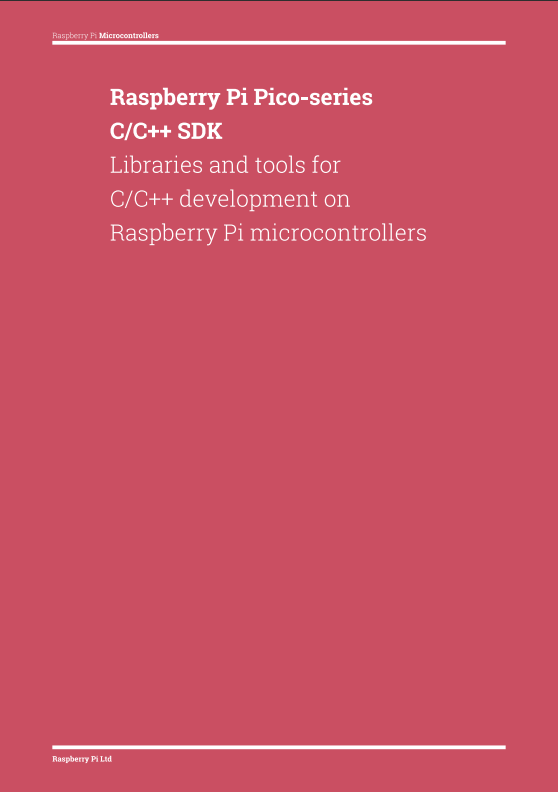 Raspberry Pi Microcontrollers
Raspberry Pi Pico-series
C/C++ SDK
Libraries and tools for
C/C++ development on
Raspberry Pi microcontrollers
Raspberry Pi Ltd